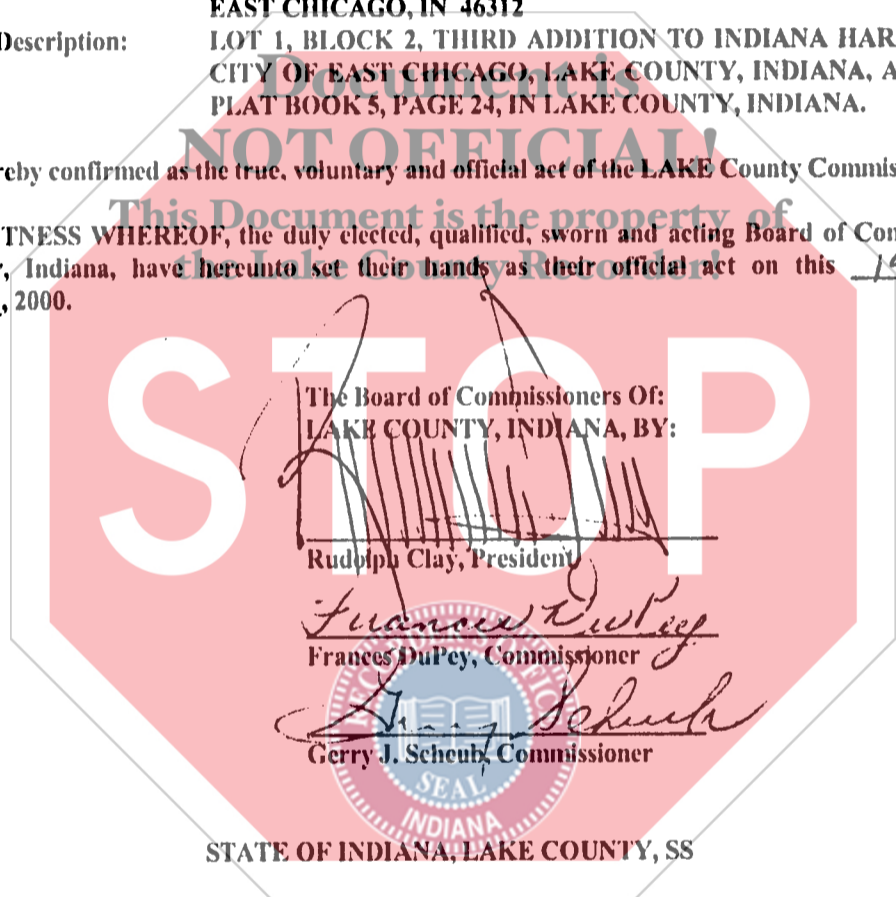 EAST CHICAGO, IN 46312
Description: LOT 1, BLOCK 2, THIRD ADDITION TO INDIANA HAR
CITY OF EAST CHICAGO, LAKE COUNTY, INDIANA, A
PLAT BOOK 5, PAGE 24, IN LAKE COUNTY, INDIANA.
Document is
NOT OFFICIAL!
reby confirmed as the true, voluntary and official act of the LAKE County Commis
This Document is the property of
TNESS WHEREOF, the duly elected, qualified, sworn and acting Board of Con
the Lake County Recorder!
, Indiana, have hereunto set their hands as their official act on this
, 2000.
STOP
The Board of Commissioners Of:
LAKE COUNTY, INDIANA, BY:
Rudolph Clay, President
Frances DuPey
Frances DuPey, Commissioner
Gerry Scheub
Gerry J. Scheub, Commissioner
RECORDER'S OFFICE
SEAL
INDIANA
STATE OF INDIANA, LAKE COUNTY, SS